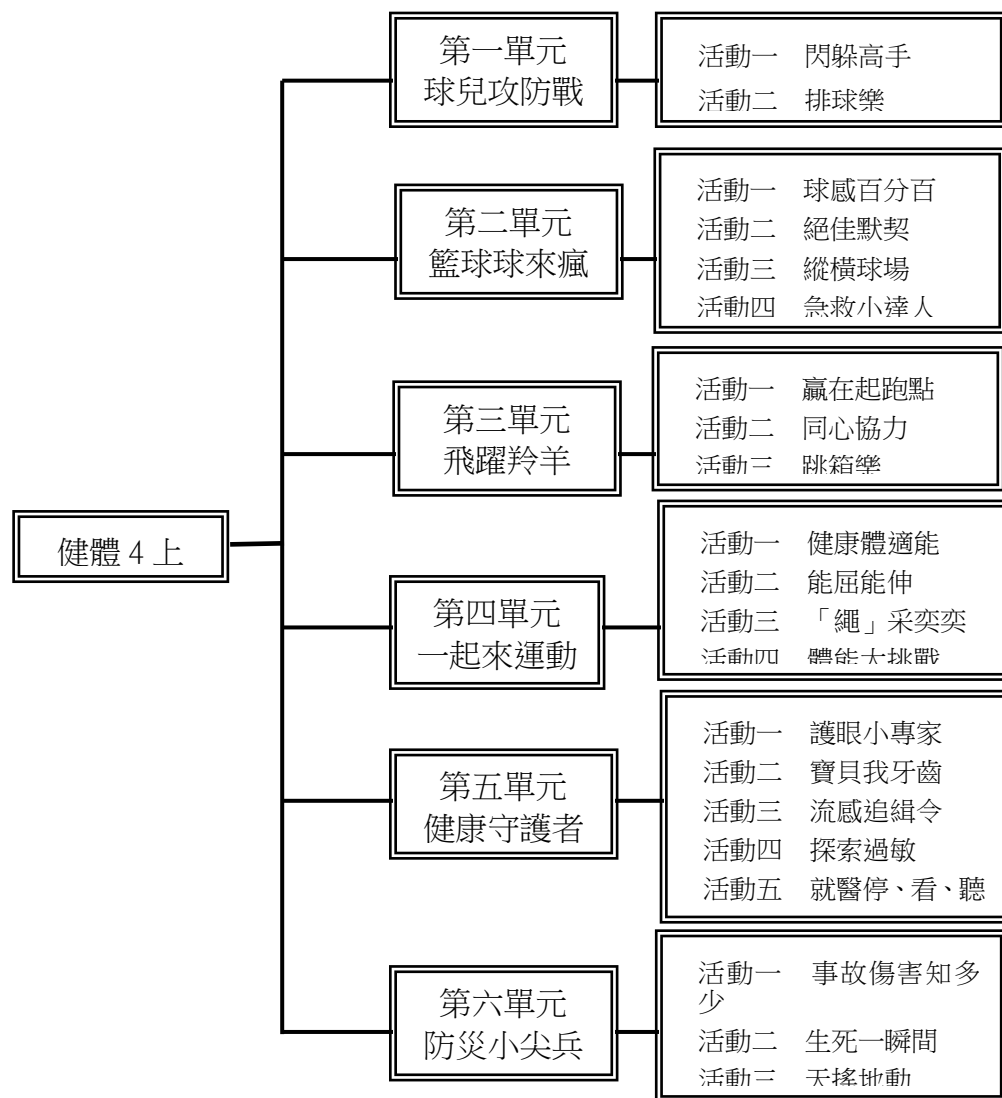 健體 4 上
第一單元
球兒攻防戰
活動一　閃躲高手
活動二　排球樂
第二單元
籃球球來瘋
活動一　球感百分百
活動二　絕佳默契
活動三　縱橫球場
活動四　急救小達人
第三單元
飛躍羚羊
活動一　贏在起跑點
活動二　同心協力
活動三　跳箱樂
第四單元
一起來運動
活動一　健康體適能
活動二　能屈能伸
活動三　「繩」采奕奕
活動四　體能大挑戰
第五單元
健康守護者
活動一　護眼小專家
活動二　寶貝我牙齒
活動三　流感追緝令
活動四　探索過敏
活動五　就醫停、看、聽
第六單元
防災小尖兵
活動一　事故傷害知多
少
活動二　生死一瞬間
活動三　天搖地動